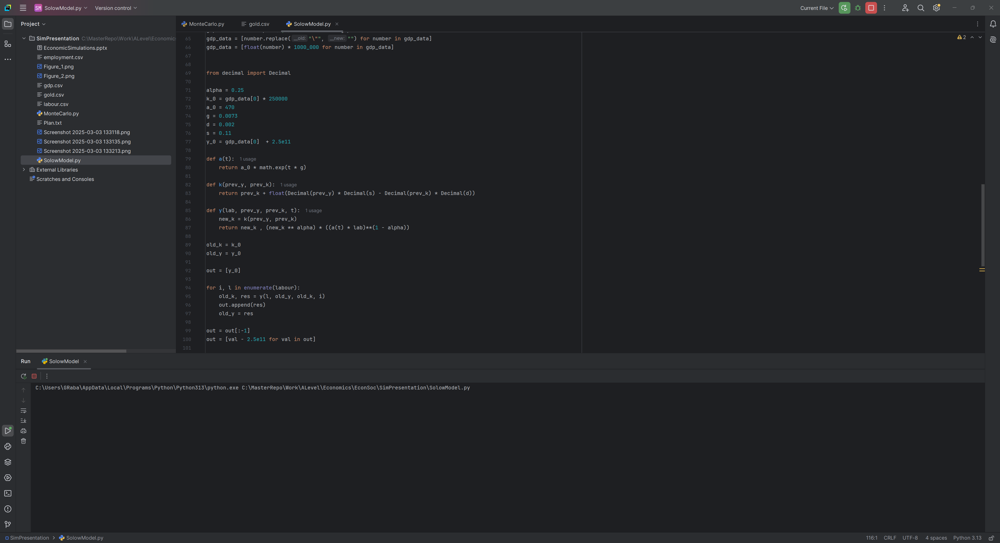 PC
SM SolowModel.py Version control Current File
Project MonteCarlo.py gold.csv SolowModel.py
SimPresentation C:\MasterRepo\Work\ALevel\Economics
EconomicSimulations.pptx
employment.csv
Figure_1.png
Figure_2.png
gdp.csv
gold.csv
labour.csv
MonteCarlo.py
Plan.txt
Screenshot 2025-03-03 133118.png
Screenshot 2025-03-03 133135.png
Screenshot 2025-03-03 133213.png
SolowModel.py
External Libraries
Scratches and Consoles
2
65 gdp_data = [number.replace( __old: "\"", __new: "") for number in gdp_data]
66 gdp_data = [float(number) * 1000_000 for number in gdp_data]
67
68
69 from decimal import Decimal
70
71 alpha = 0.25
72 k_0 = gdp_data[0] * 250000
73 a_0 = 470
74 g = 0.0073
75 d = 0.002
76 s = 0.11
77 y_0 = gdp_data[0]  + 2.5e11
78
79 def a(t): 1 usage
80     return a_0 * math.exp(t * g)
81
82 def k(prev_y, prev_k): 1 usage
83     return prev_k + float(Decimal(prev_y) * Decimal(s) - Decimal(prev_k) * Decimal(d))
84
85 def y(lab, prev_y, prev_k, t): 1 usage
86     new_k = k(prev_y, prev_k)
87     return new_k , (new_k ** alpha) * ((a(t) * lab)**(1 - alpha))
88
89 old_k = k_0
90 old_y = y_0
91
92 out = [y_0]
93
94 for i, l in enumerate(labour):
95     old_k, res = y(l, old_y, old_k, i)
96     out.append(res)
97     old_y = res
98
99 out = out[:-1]
100 out = [val - 2.5e11 for val in out]
101
Run SolowModel
C:\Users\GRaba\AppData\Local\Programs\Python\Python313\python.exe C:\MasterRepo\Work\ALevel\Economics\EconSoc\SimPresentation\SolowModel.py
SimPresentation > SolowModel.py 116:1 CRLF UTF-8 4 spaces Python 3.13